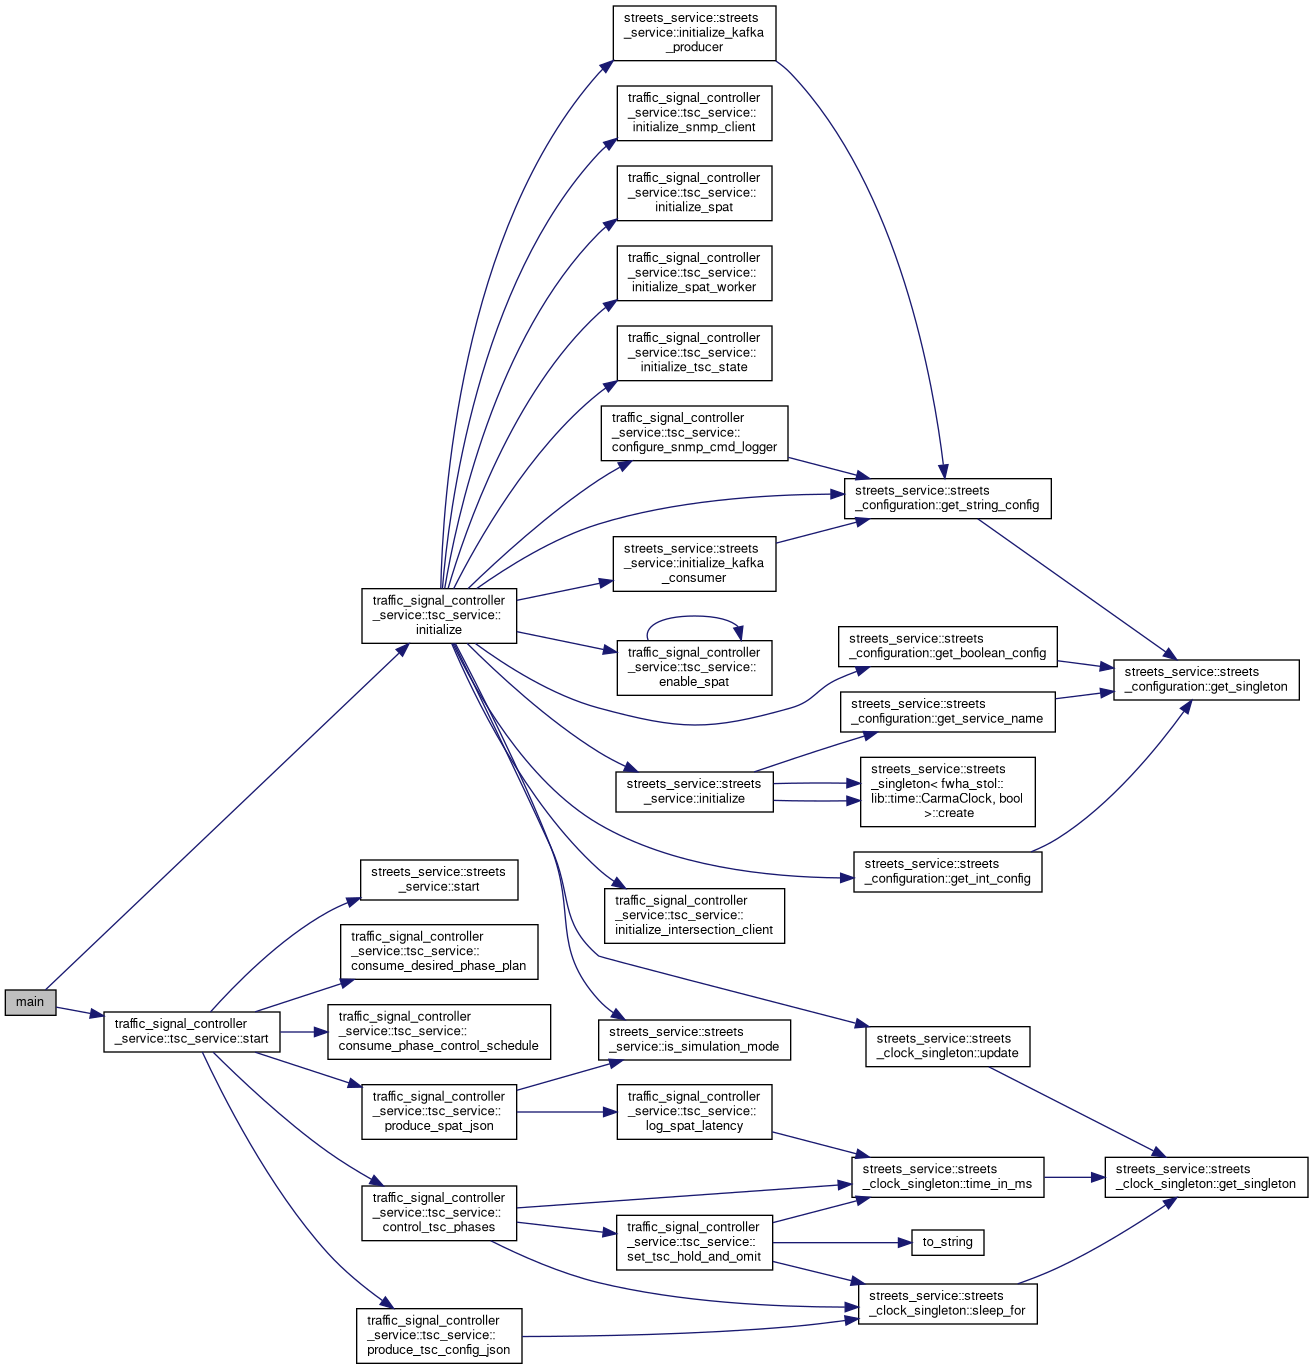 streets_service::streets
_service::initialize_kafka
_producer
traffic_signal_controller
_service::tsc_service::
initialize_snmp_client
traffic_signal_controller
_service::tsc_service::
initialize_spat
traffic_signal_controller
_service::tsc_service::
initialize_spat_worker
traffic_signal_controller
_service::tsc_service::
initialize_tsc_state
traffic_signal_controller
_service::tsc_service::
configure_snmp_cmd_logger
streets_service::streets
_configuration::get_string_config
streets_service::streets
_service::initialize_kafka
_consumer
traffic_signal_controller
_service::tsc_service::
initialize
traffic_signal_controller
_service::tsc_service::
enable_spat
streets_service::streets
_configuration::get_boolean_config
streets_service::streets
_configuration::get_singleton
streets_service::streets
_configuration::get_service_name
streets_service::streets
_service::initialize
streets_service::streets
_singleton< fwha_stol::
lib::time::CarmaClock, bool
>::create
streets_service::streets
_configuration::get_int_config
streets_service::streets
_service::start
traffic_signal_controller
_service::tsc_service::
initialize_intersection_client
traffic_signal_controller
_service::tsc_service::
consume_desired_phase_plan
main
traffic_signal_controller
_service::tsc_service::start
traffic_signal_controller
_service::tsc_service::
consume_phase_control_schedule
streets_service::streets
_service::is_simulation_mode
streets_service::streets
_clock_singleton::update
traffic_signal_controller
_service::tsc_service::
produce_spat_json
traffic_signal_controller
_service::tsc_service::
log_spat_latency
streets_service::streets
_clock_singleton::time_in_ms
streets_service::streets
_clock_singleton::get_singleton
traffic_signal_controller
_service::tsc_service::
control_tsc_phases
traffic_signal_controller
_service::tsc_service::
set_tsc_hold_and_omit
to_string
streets_service::streets
_clock_singleton::sleep_for
traffic_signal_controller
_service::tsc_service::
produce_tsc_config_json